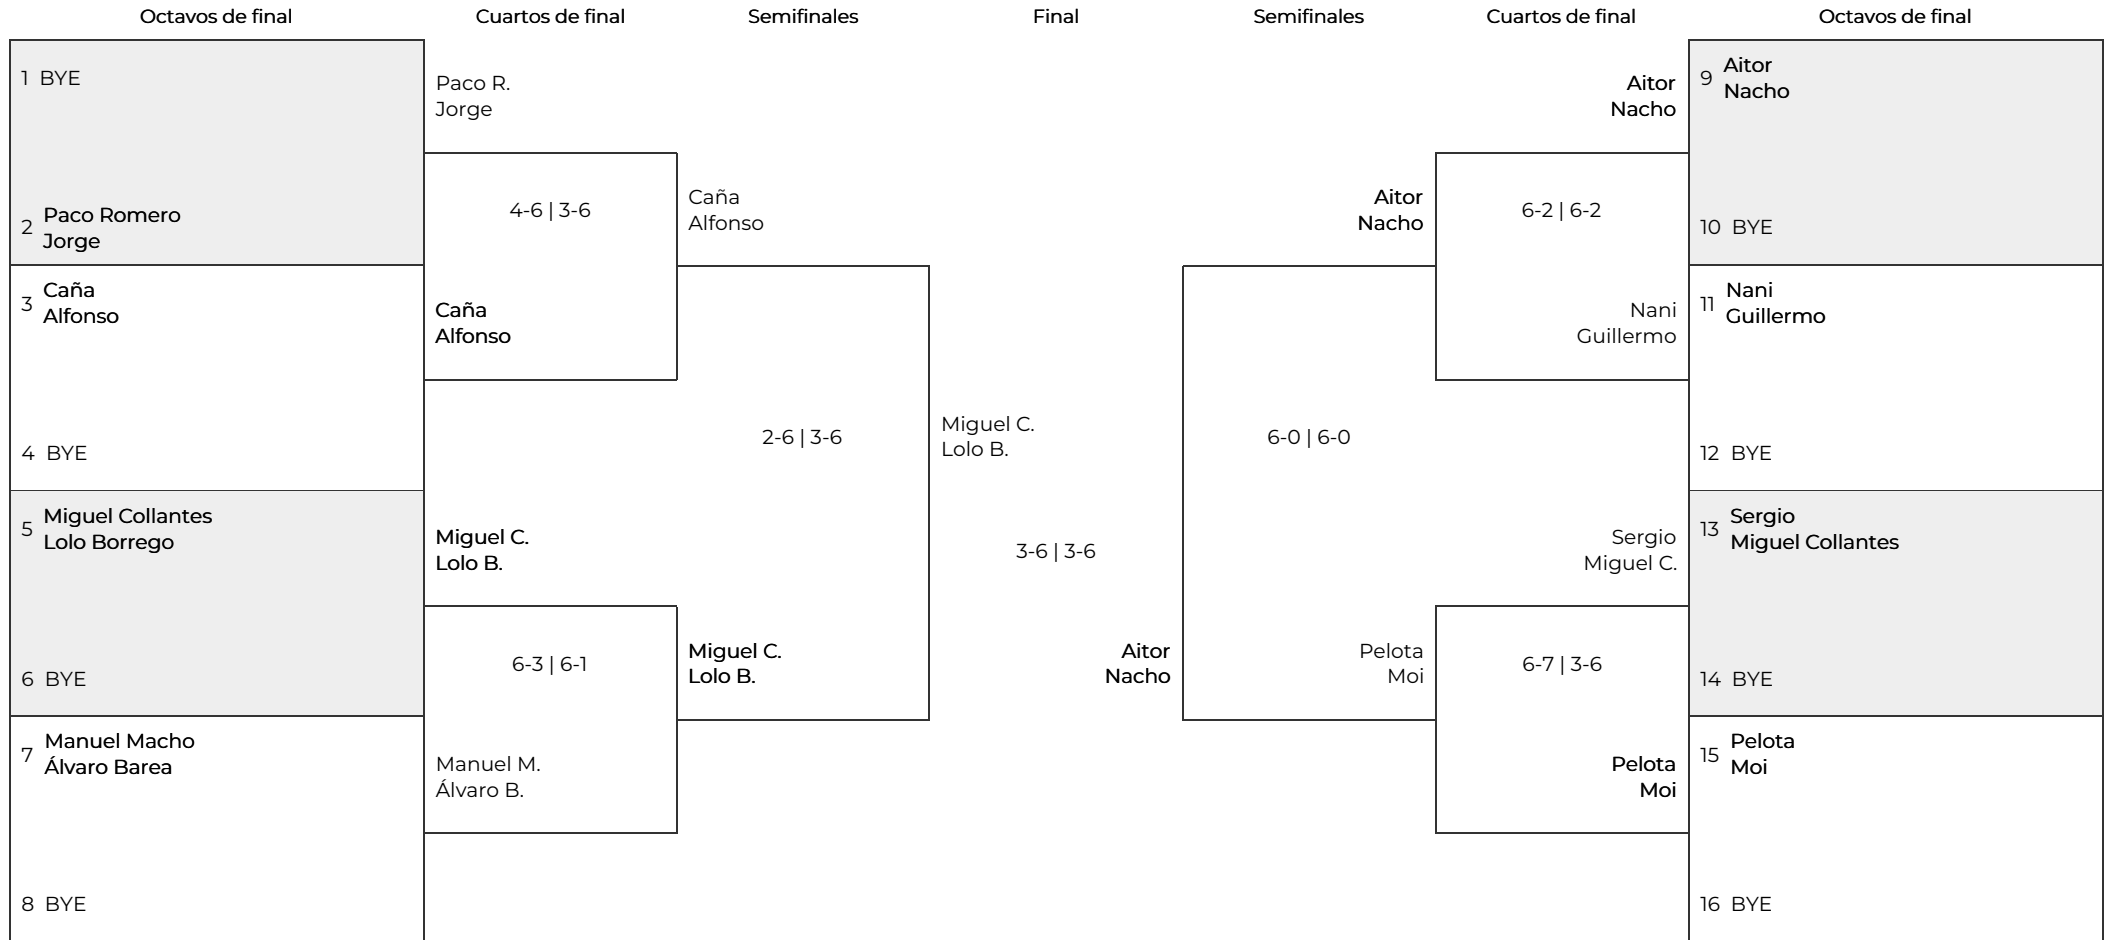 Octavos de final
Cuartos de final
Semifinales
Final
Semifinales
Cuartos de final
Octavos de final
1 BYE
2 Paco Romero
Jorge
3 Caña
Alfonso
4 BYE
5 Miguel Collantes
Lolo Borrego
6 BYE
7 Manuel Macho
Álvaro Barea
8 BYE
Paco R.
Jorge
4-6 | 3-6
Caña
Alfonso
Miguel C.
Lolo B.
6-3 | 6-1
Manuel M.
Álvaro B.
Caña
Alfonso
2-6 | 3-6
Miguel C.
Lolo B.
Miguel C.
Lolo B.
3-6 | 3-6
Aitor
Nacho
Aitor
Nacho
6-0 | 6-0
Pelota
Moi
Aitor
Nacho
6-2 | 6-2
Nani
Guillermo
Sergio
Miguel C.
6-7 | 3-6
Pelota
Moi
9 Aitor
Nacho
10 BYE
11 Nani
Guillermo
12 BYE
13 Sergio
Miguel Collantes
14 BYE
15 Pelota
Moi
16 BYE